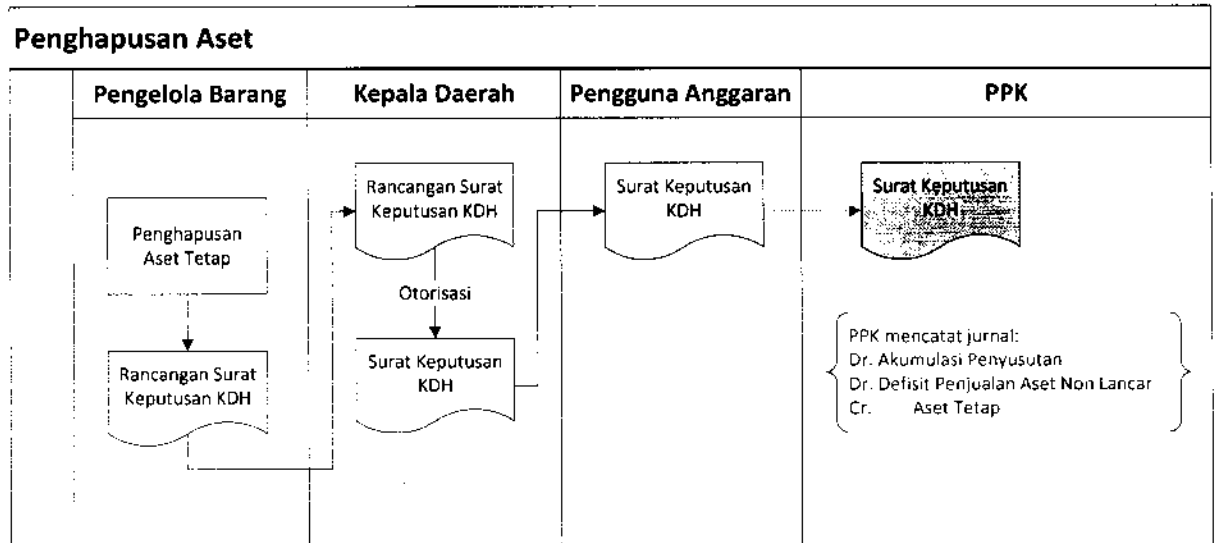 Penghapusan Aset
Pengelola Barang
Kepala Daerah
Pengguna Anggaran
PPK
Penghapusan
Aset Tetap
Rancangan Surat
Keputusan KDH
Rancangan Surat
Keputusan KDH
Otorisasi
Surat Keputusan
KDH
Surat Keputusan
KDH
Surat Keputusan
KDH
PPK mencatat jurnal:
Dr. Akumulasi Penyusutan
Dr. Defisit Penjualan Aset Non Lancar
Cr. Aset Tetap